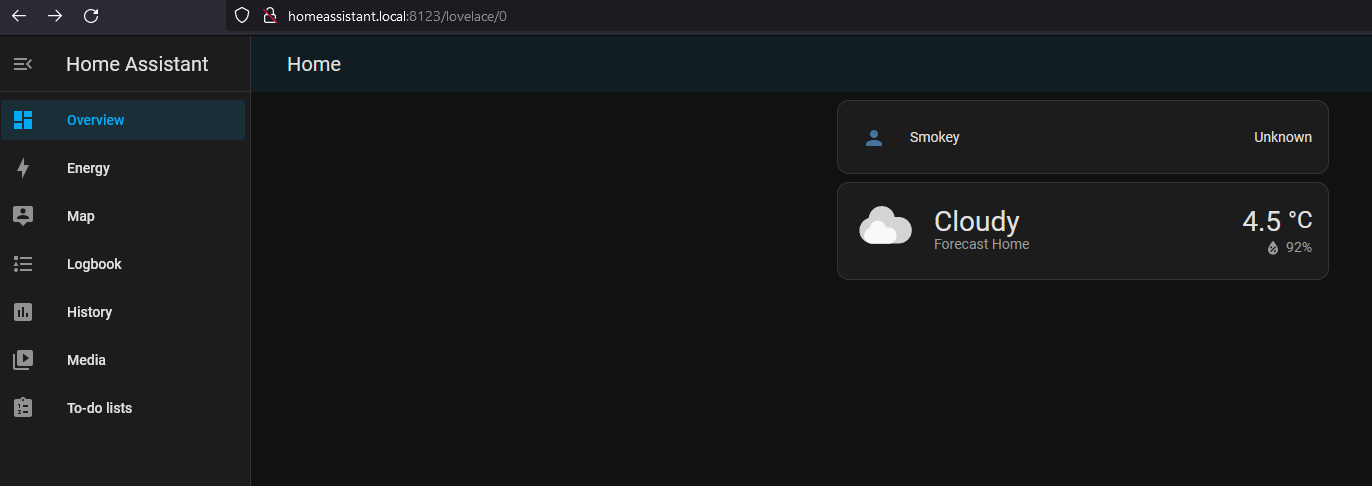 homeassistant.local:8123/lovelace/0
Home Assistant
Home
Overview
Energy
Map
Logbook
History
Media
To-do lists
Smokey
Unknown
Cloudy
4.5 °C
Forecast Home
92%